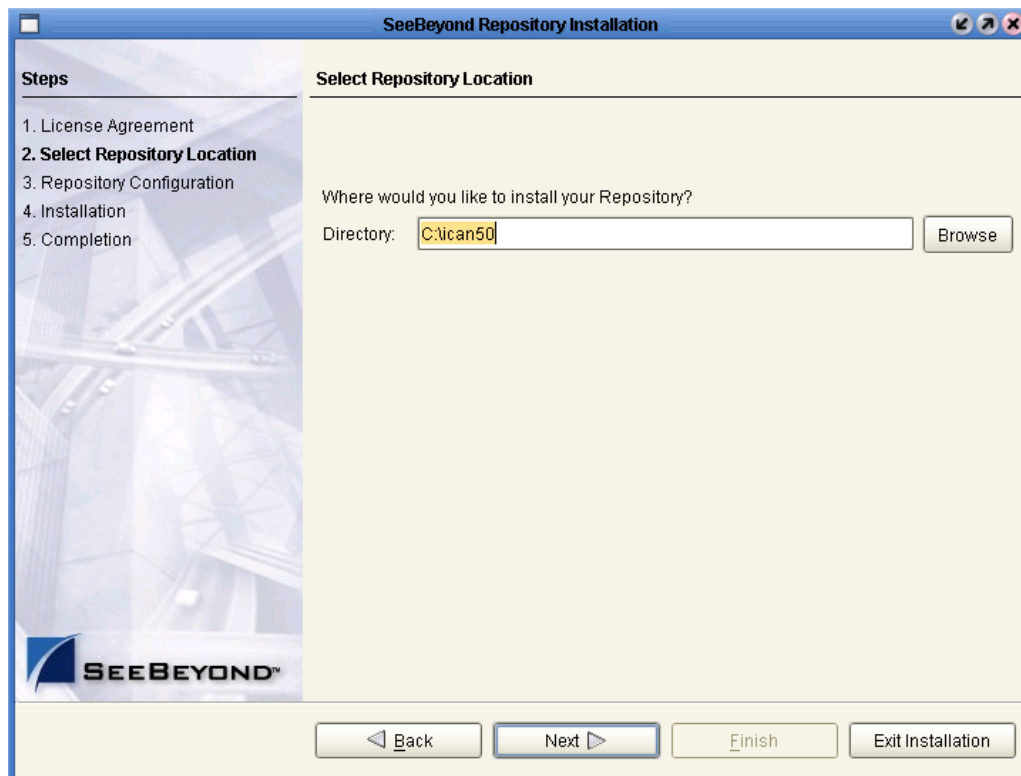 SeeBeyond Repository Installation
Steps
1. License Agreement
2. Select Repository Location
3. Repository Configuration
4. Installation
5. Completion
Select Repository Location
Where would you like to install your Repository?
Directory: C:\ican50 Browse
SEEBEYOND™
Back Next Finish Exit Installation